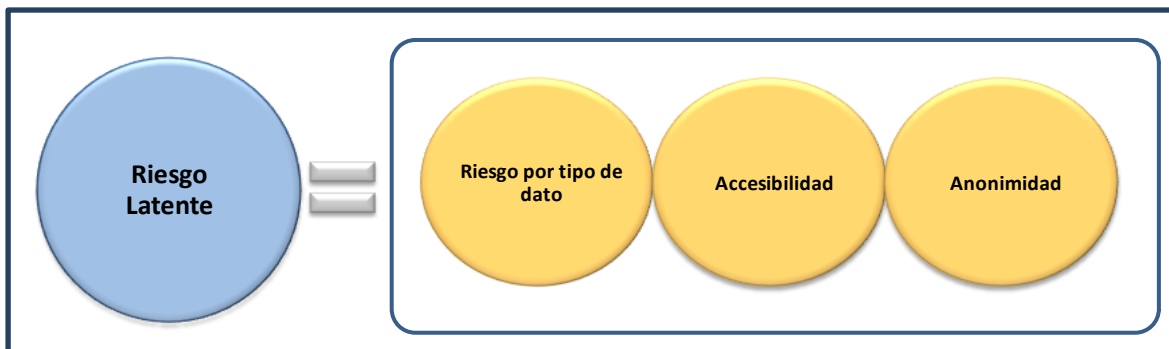 Riesgo
Latente
Riesgo por tipo de
dato
Accesibilidad
Anonimidad